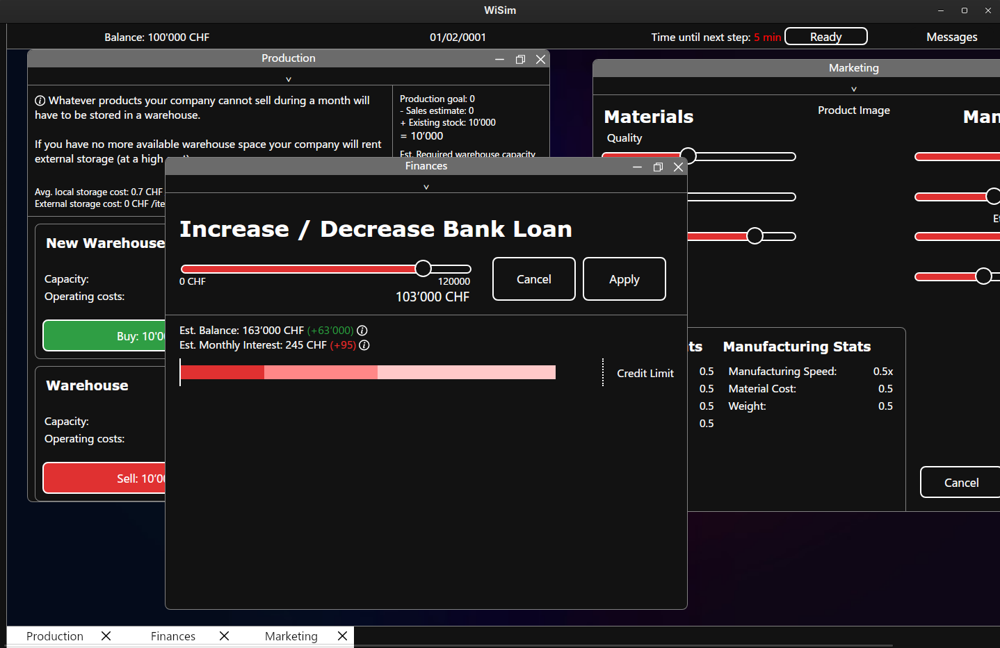 WiSim
Balance: 100'000 CHF
01/02/0001
Time until next step: 5 min
Ready
Messages
Production
Whatever products your company cannot sell during a month will
have to be stored in a warehouse.
If you have no more available warehouse space your company will rent
external storage (at a high
Avg. local storage cost: 0.7 CHF
External storage cost: 0 CHF /ite
Production goal: 0
- Sales estimate: 0
+ Existing stock: 10'000
= 10'000
Est. Required warehouse capacity
New Warehouse
Capacity:
Operating costs:
Buy: 10'00
Warehouse
Capacity:
Operating costs:
Sell: 10'00
Finances
Increase / Decrease Bank Loan
0 CHF
120000
103'000 CHF
Cancel
Apply
Est. Balance: 163'000 CHF (+63'000)
Est. Monthly Interest: 245 CHF (+95)
Credit Limit
Marketing
Materials
Product Image
Man
Quality
ts
0.5
0.5
0.5
0.5
Manufacturing Stats
Manufacturing Speed: 0.5x
Material Cost: 0.5
Weight: 0.5
Cancel
Production
Finances
Marketing